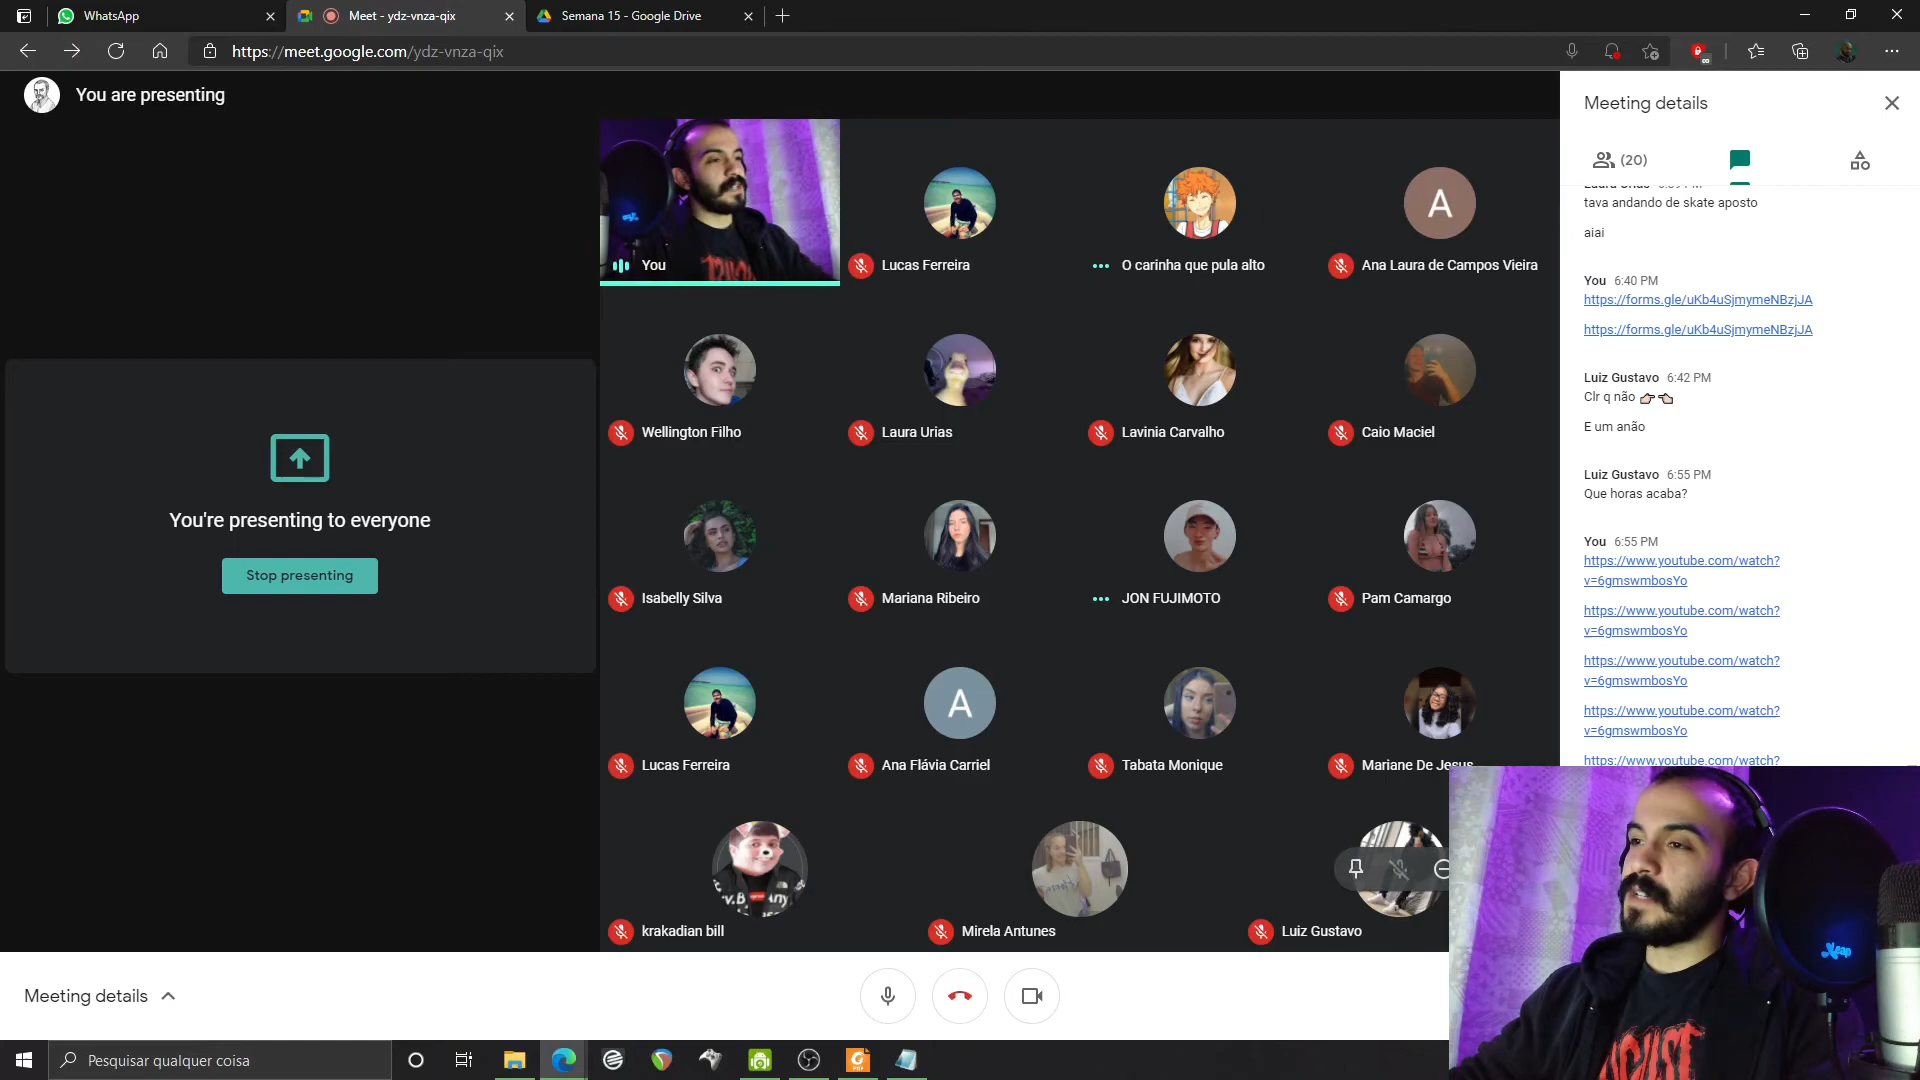 WhatsApp
Meet - ydz-vnza-qix
Semana 15 - Google Drive
https://meet.google.com/ydz-vnza-qix
You are presenting
You're presenting to everyone
Stop presenting
You
Lucas Ferreira
O carinha que pula alto
A
Ana Laura de Campos Vieira
Wellington Filho
Laura Urias
Lavinia Carvalho
Caio Maciel
Isabelly Silva
Mariana Ribeiro
JON FUJIMOTO
Pam Camargo
Lucas Ferreira
A
Ana Flávia Carriel
Tabata Monique
Mariane De Jesus
krakadian bill
Mirela Antunes
Luiz Gustavo
Meeting details
(20)
Laura Urias
tava andando de skate aposto
aiai
You 6:40 PM
https://forms.gle/uKb4uSjmymeNBzjJA
https://forms.gle/uKb4uSjmymeNBzjJA
Luiz Gustavo 6:42 PM
Clr q não 👉👈
E um anão
Luiz Gustavo 6:55 PM
Que horas acaba?
You 6:55 PM
https://www.youtube.com/watch?
v=6gmswmbosYo
https://www.youtube.com/watch?
v=6gmswmbosYo
https://www.youtube.com/watch?
v=6gmswmbosYo
https://www.youtube.com/watch?
v=6gmswmbosYo
https://www.youtube.com/watch?
Meeting details
Pesquisar qualquer coisa